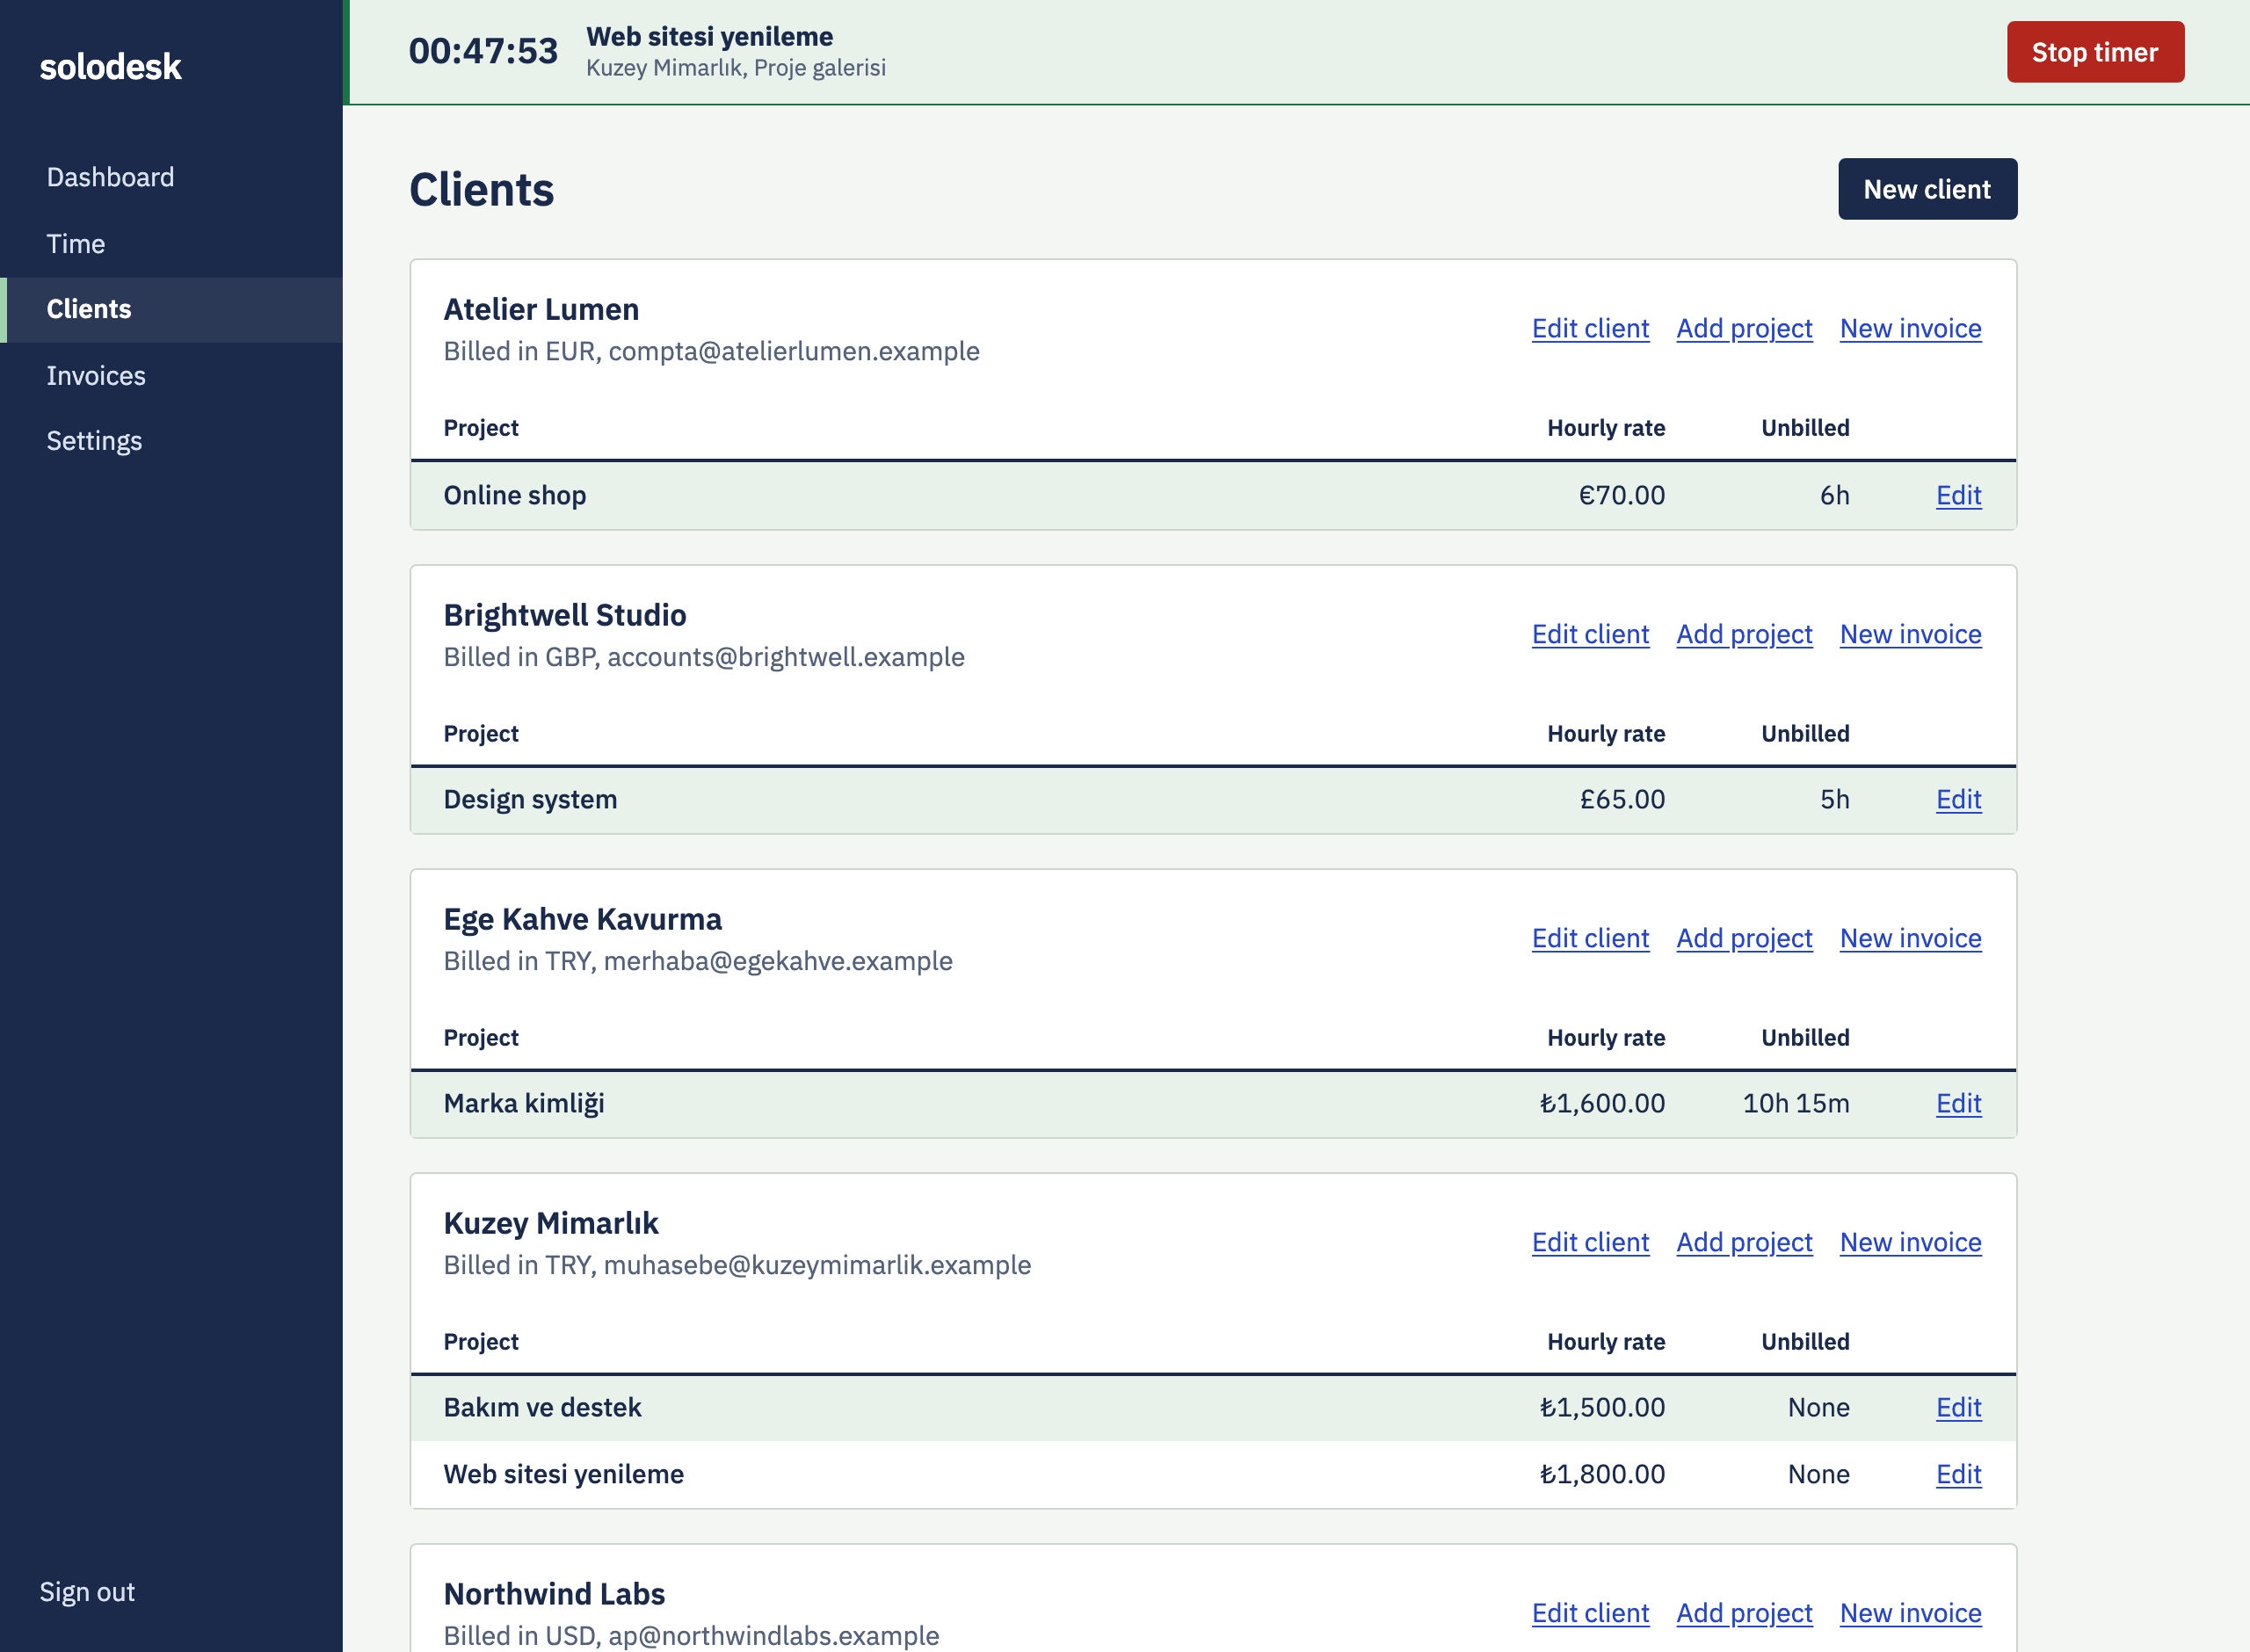 solodesk
Dashboard
Time
Clients
Invoices
Settings
Sign out
00:47:53
Web sitesi yenileme
Kuzey Mimarlık, Proje galerisi
Stop timer
Clients
New client
Atelier Lumen
Billed in EUR, compta@atelierlumen.example
Edit client Add project New invoice
Project Hourly rate Unbilled
Online shop €70.00 6h Edit
Brightwell Studio
Billed in GBP, accounts@brightwell.example
Edit client Add project New invoice
Project Hourly rate Unbilled
Design system £65.00 5h Edit
Ege Kahve Kavurma
Billed in TRY, merhaba@egekahve.example
Edit client Add project New invoice
Project Hourly rate Unbilled
Marka kimliği ₺1,600.00 10h 15m Edit
Kuzey Mimarlık
Billed in TRY, muhasebe@kuzeymimarlik.example
Edit client Add project New invoice
Project Hourly rate Unbilled
Bakım ve destek ₺1,500.00 None Edit
Web sitesi yenileme ₺1,800.00 None Edit
Northwind Labs
Billed in USD, ap@northwindlabs.example
Edit client Add project New invoice